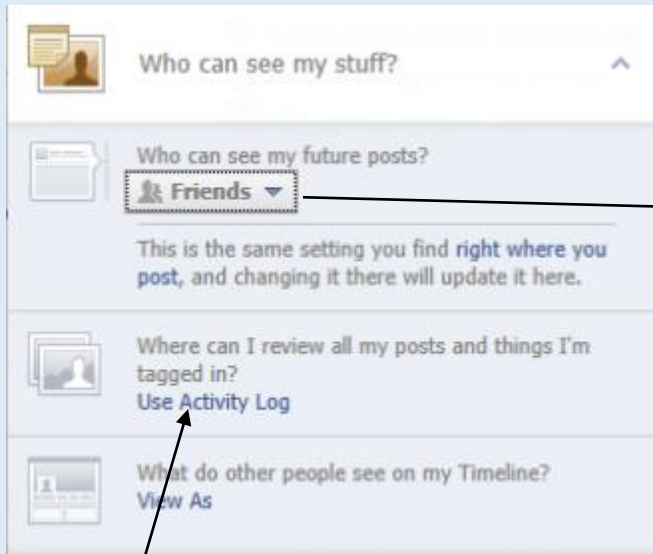 Who can see my stuff?
Who can see my future posts?
Friends
This is the same setting you find right where you
post, and changing it there will update it here.
Where can I review all my posts and things I'm
tagged in?
Use Activity Log
What do other people see on my Timeline?
View As